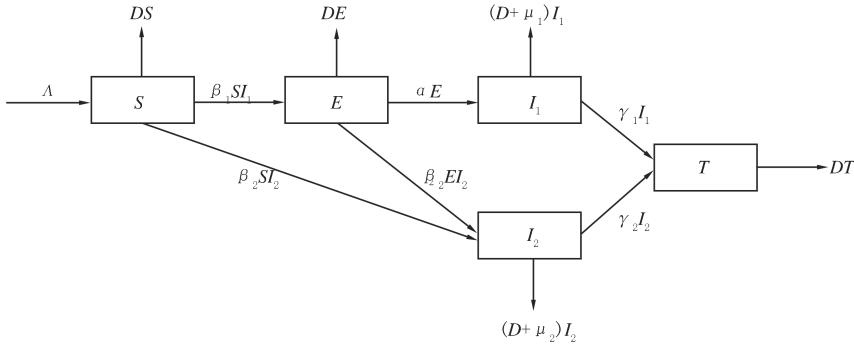 DS
DE
(D+μ₁)I₁
Λ
S
β₁SI₁
E
αE
I₁
γ₁I₁
T
DT
β₂SI₂
β₂EI₂
I₂
γ₂I₂
(D+μ₂)I₂